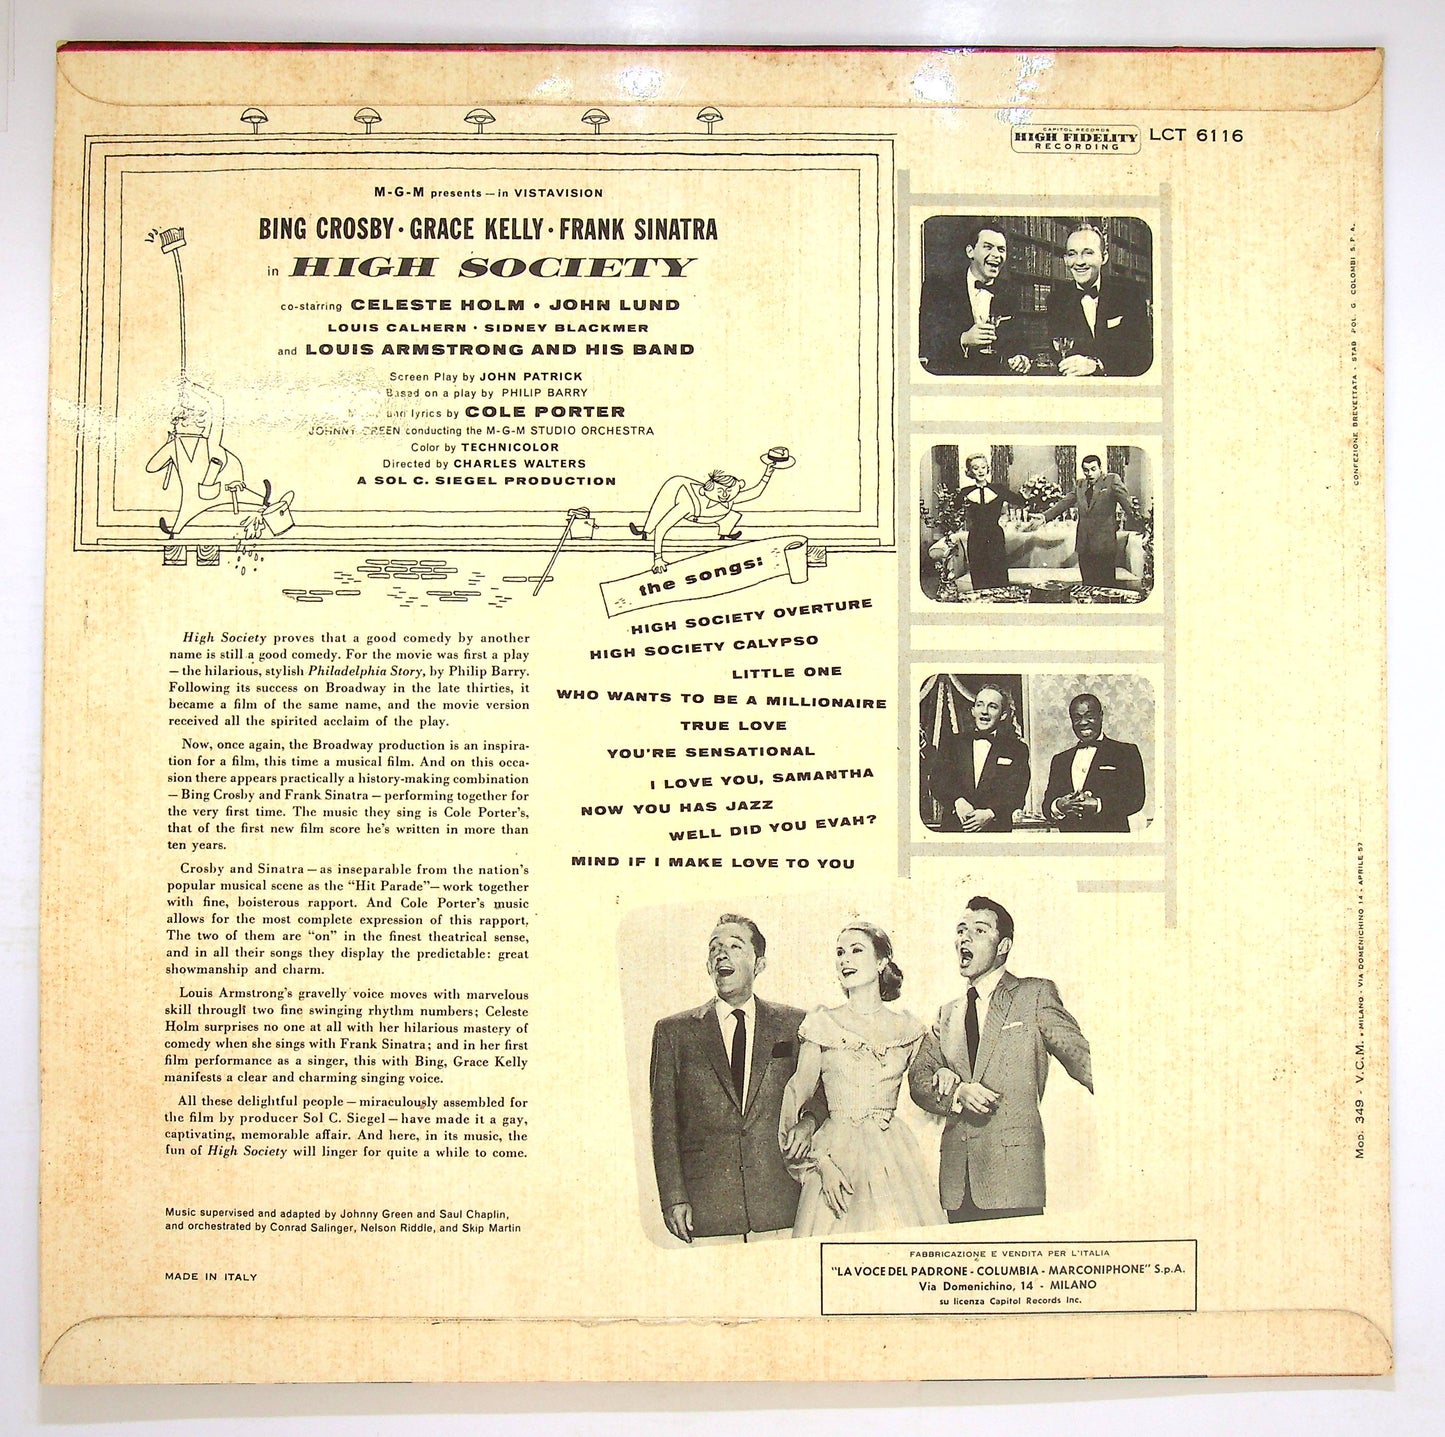 CAPITOL RECORDS
HIGH FIDELITY
RECORDING
LCT 6116
M-G-M presents — in VISTAVISION
BING CROSBY · GRACE KELLY · FRANK SINATRA
in HIGH SOCIETY
co-starring CELESTE HOLM • JOHN LUND
LOUIS CALHERN · SIDNEY BLACKMER
and LOUIS ARMSTRONG AND HIS BAND
Screen Play by JOHN PATRICK
Based on a play by PHILIP BARRY
and lyrics by COLE PORTER
JOHNNY GREEN conducting the M-G-M STUDIO ORCHESTRA
Color by TECHNICOLOR
Directed by CHARLES WALTERS
A SOL C. SIEGEL PRODUCTION
the songs:
HIGH SOCIETY OVERTURE
HIGH SOCIETY CALYPSO
LITTLE ONE
WHO WANTS TO BE A MILLIONAIRE
TRUE LOVE
YOU'RE SENSATIONAL
I LOVE YOU, SAMANTHA
NOW YOU HAS JAZZ
WELL DID YOU EVAH?
MIND IF I MAKE LOVE TO YOU
High Society proves that a good comedy by another
name is still a good comedy. For the movie was first a play
— the hilarious, stylish Philadelphia Story, by Philip Barry.
Following its success on Broadway in the late thirties, it
became a film of the same name, and the movie version
received all the spirited acclaim of the play.
Now, once again, the Broadway production is an inspira-
tion for a film, this time a musical film. And on this occa-
sion there appears practically a history-making combination
— Bing Crosby and Frank Sinatra — performing together for
the very first time. The music they sing is Cole Porter's,
that of the first new film score he's written in more than
ten years.
Crosby and Sinatra — as inseparable from the nation's
popular musical scene as the "Hit Parade"— work together
with fine, boisterous rapport. And Cole Porter's music
allows for the most complete expression of this rapport.
The two of them are "on" in the finest theatrical sense,
and in all their songs they display the predictable: great
showmanship and charm.
Louis Armstrong's gravelly voice moves with marvelous
skill through two fine swinging rhythm numbers; Celeste
Holm surprises no one at all with her hilarious mastery of
comedy when she sings with Frank Sinatra; and in her first
film performance as a singer, this with Bing, Grace Kelly
manifests a clear and charming singing voice.
All these delightful people — miraculously assembled for
the film by producer Sol C. Siegel — have made it a gay,
captivating, memorable affair. And here, in its music, the
fun of High Society will linger for quite a while to come.
Music supervised and adapted by Johnny Green and Saul Chaplin,
and orchestrated by Conrad Salinger, Nelson Riddle, and Skip Martin
MADE IN ITALY
FABBRICAZIONE E VENDITA PER L'ITALIA
"LA VOCE DEL PADRONE - COLUMBIA - MARCONIPHONE" S.p.A.
Via Domenichino, 14 - MILANO
su licenza Capitol Records Inc.
CONFEZIONE BREVETTATA - STAB. POL. G. COLOMBI S.P.A.
MOD. 349 - V.C.M. • MILANO - VIA DOMENICHINO 14 - APRILE-57